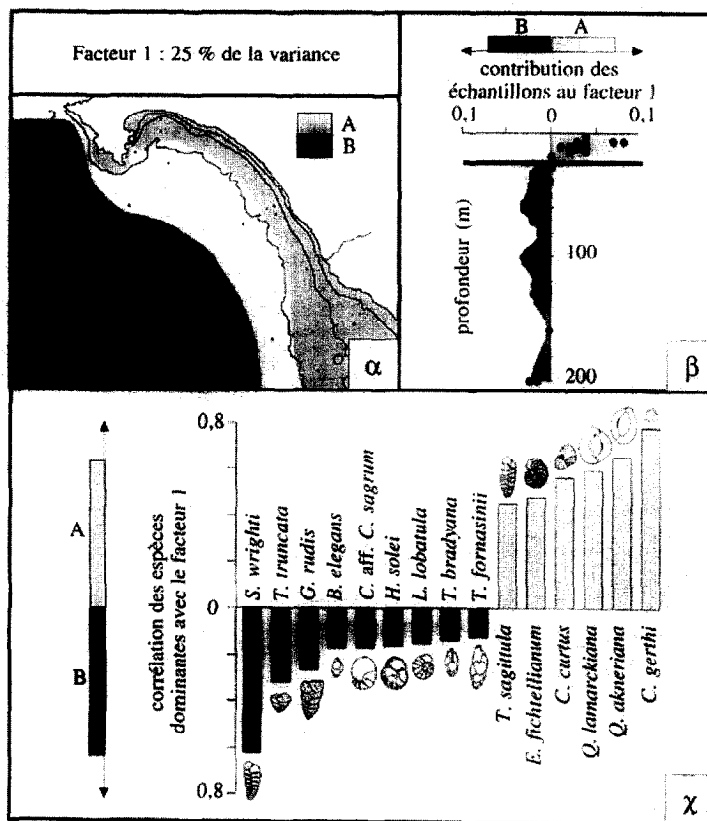 Facteur 1 : 25 % de la variance
A
B
α
B
A
contribution des
échantillons au facteur 1
0,1
0
0,1
profondeur (m)
100
200
β
A
B
corrélation des espèces
dominantes avec le facteur 1
0,8
0
0,8
S. wrighti
T. truncata
G. rudis
B. elegans
C. aff. C. sagrum
H. solei
L. lobatula
T. bradyana
T. fornasinii
T. sagittula
E. fichtellianum
C. curtus
Q. lamarckiana
Q. akneriana
C. gerthi
χ